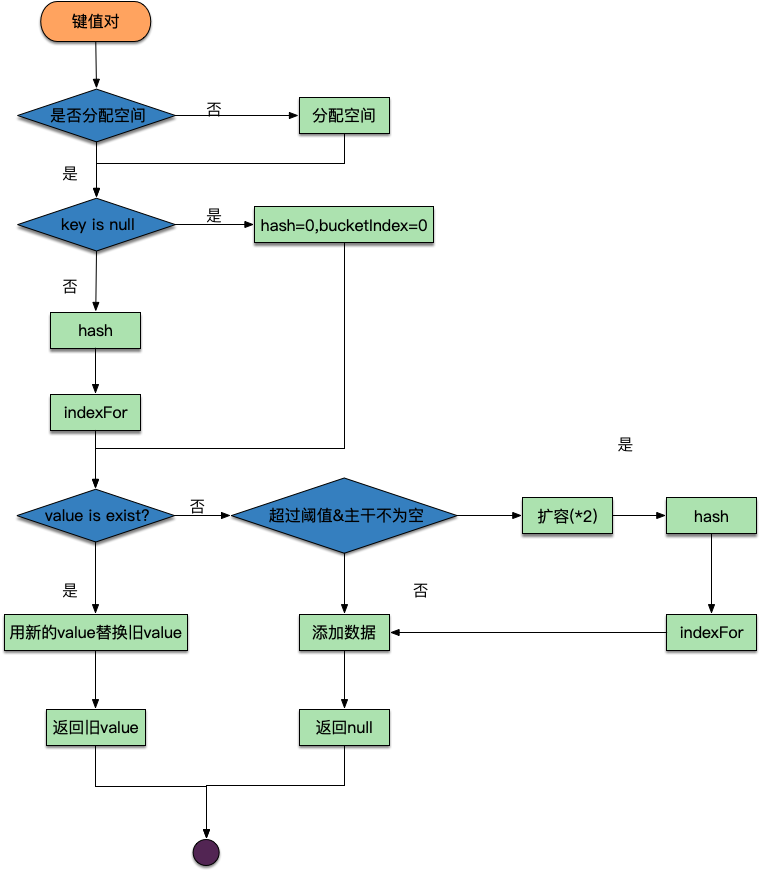 键值对
是否分配空间
否
分配空间
是
key is null
是
hash=0,bucketIndex=0
否
hash
indexFor
是
value is exist?
否
超过阈值&主干不为空
扩容(*2)
hash
是
否
用新的value替换旧value
添加数据
indexFor
返回旧value
返回null